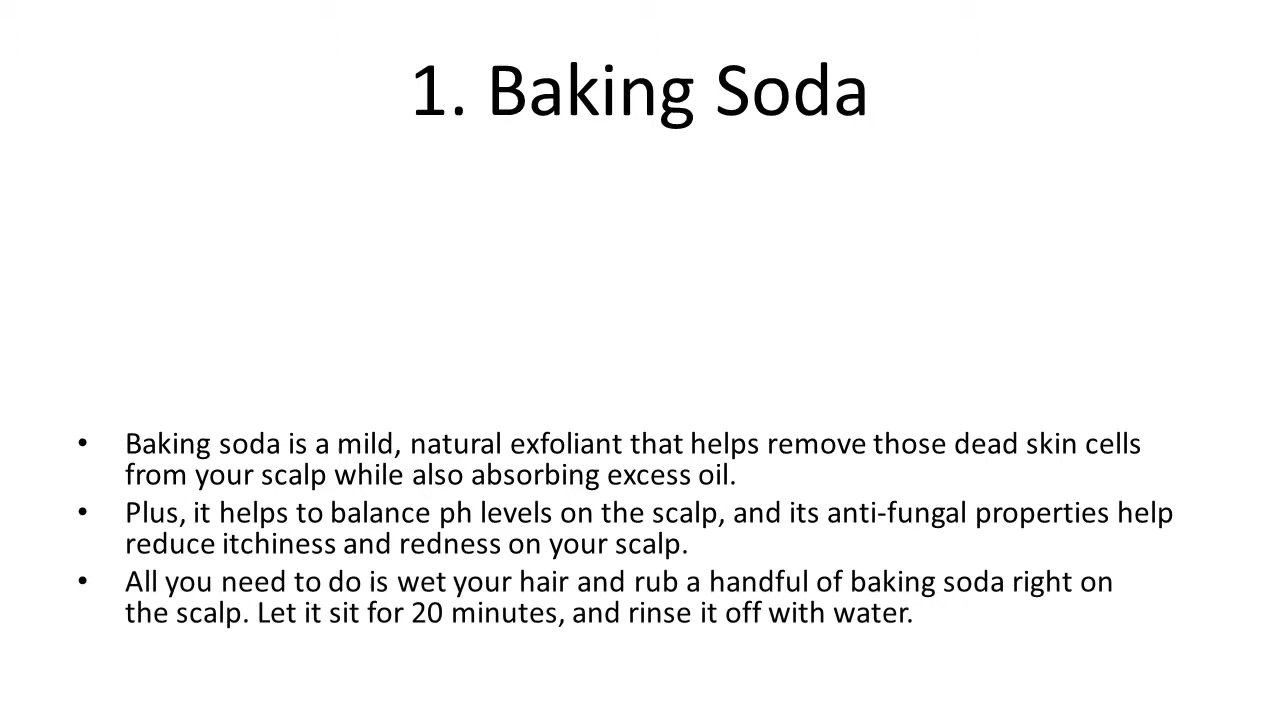 1. Baking Soda
• Baking soda is a mild, natural exfoliant that helps remove those dead skin cells
from your scalp while also absorbing excess oil.
• Plus, it helps to balance ph levels on the scalp, and its anti-fungal properties help
reduce itchiness and redness on your scalp.
• All you need to do is wet your hair and rub a handful of baking soda right on
the scalp. Let it sit for 20 minutes, and rinse it off with water.